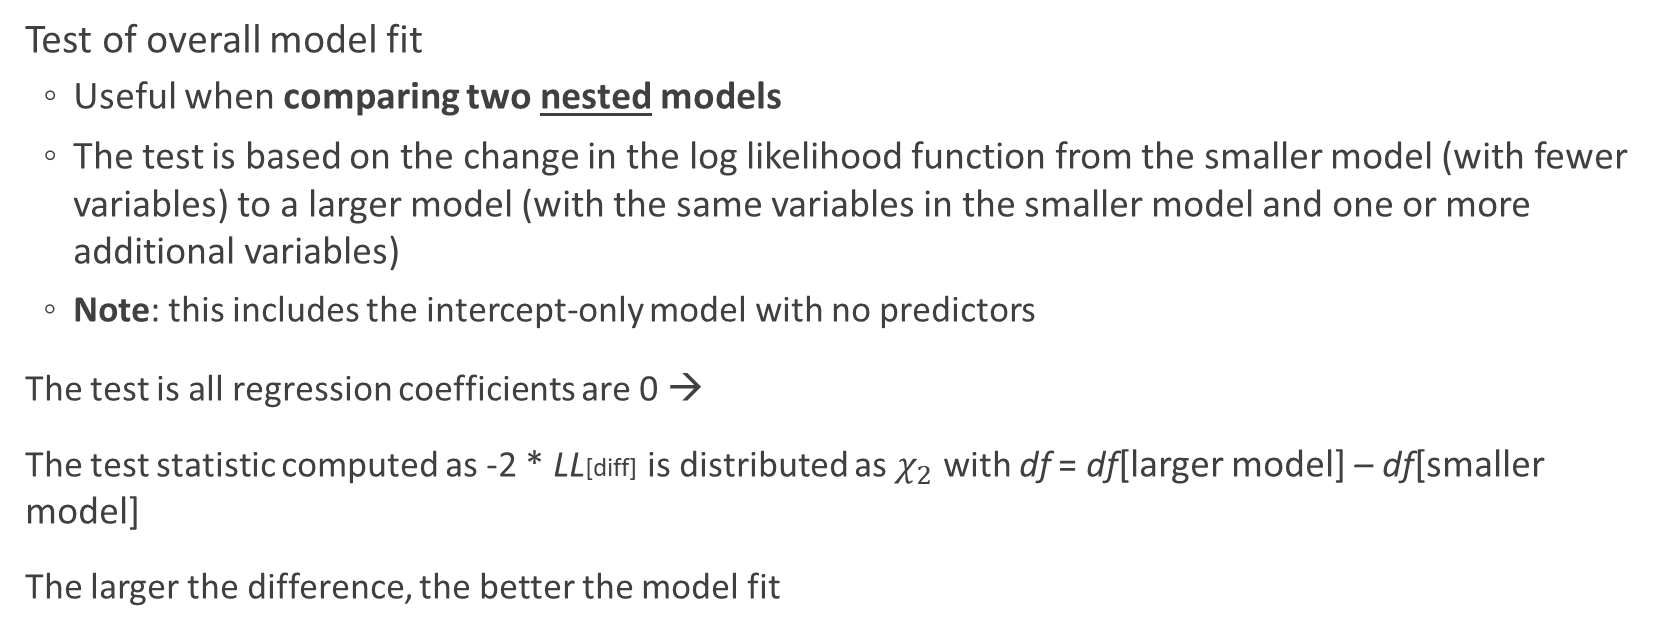 Test of overall model fit
◦ Useful when comparing two nested models
◦ The test is based on the change in the log likelihood function from the smaller model (with fewer
variables) to a larger model (with the same variables in the smaller model and one or more
additional variables)
◦ Note: this includes the intercept-only model with no predictors
The test is all regression coefficients are 0 →
The test statistic computed as -2 * LL[diff] is distributed as χ2 with df = df[larger model] – df[smaller
model]
The larger the difference, the better the model fit